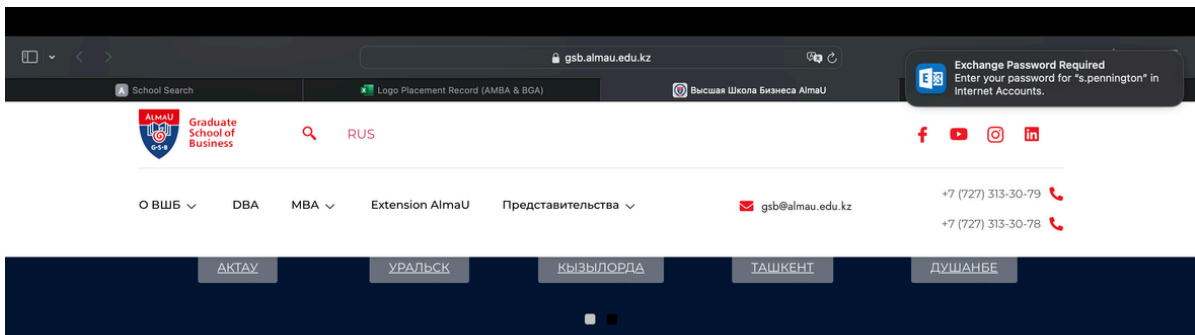 gsb.almau.edu.kz
Exchange Password Required
Enter your password for "s.pennington" in
Internet Accounts.
School Search
Logo Placement Record (AMBA & BGA)
Высшая Школа Бизнеса AlmaU
ALMAU
G·S·B
Graduate
School of
Business
RUS
О ВШБ
DBA
MBA
Extension AlmaU
Представительства
gsb@almau.edu.kz
+7 (727) 313-30-79
+7 (727) 313-30-78
АКТАУ
УРАЛЬСК
КЫЗЫЛОРДА
ТАШКЕНТ
ДУШАНБЕ